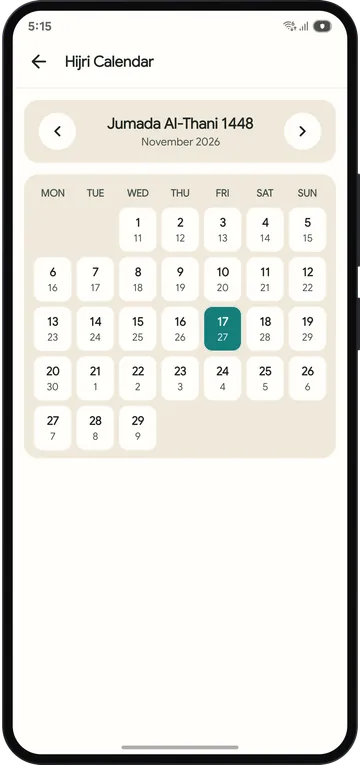 5:15
Hijri Calendar
Jumada Al-Thani 1448
November 2026
MON TUE WED THU FRI SAT SUN
1 2 3 4 5
11 12 13 14 15
6 7 8 9 10 11 12
16 17 18 19 20 21 22
13 14 15 16 17 18 19
23 24 25 26 27 28 29
20 21 22 23 24 25 26
30 1 2 3 4 5 6
27 28 29
7 8 9